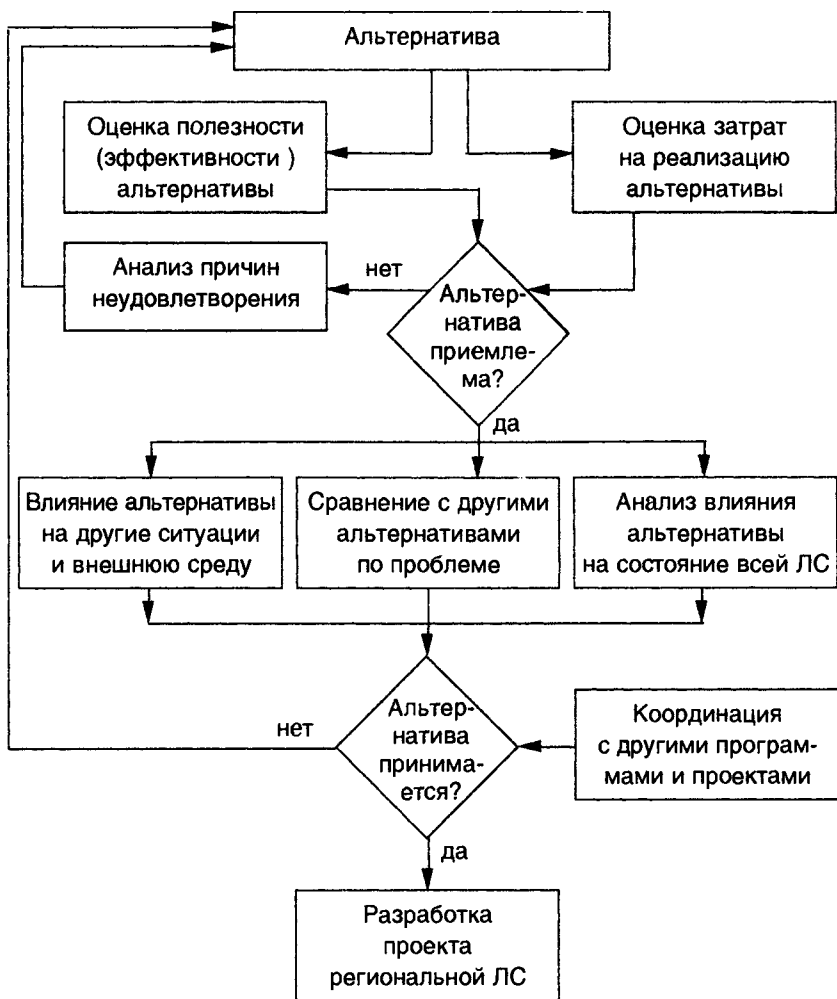 Альтернатива
Оценка полезности
(эффективности )
альтернативы
Оценка затрат
на реализацию
альтернативы
Анализ причин
неудовлетворения
нет
Альтер-
натива
приемле-
ма?
да
Влияние альтернативы
на другие ситуации
и внешнюю среду
Сравнение с другими
альтернативами
по проблеме
Анализ влияния
альтернативы
на состояние всей ЛС
нет
Альтер-
натива
принима-
ется?
Координация
с другими програм-
мами и проектами
да
Разработка
проекта
региональной ЛС